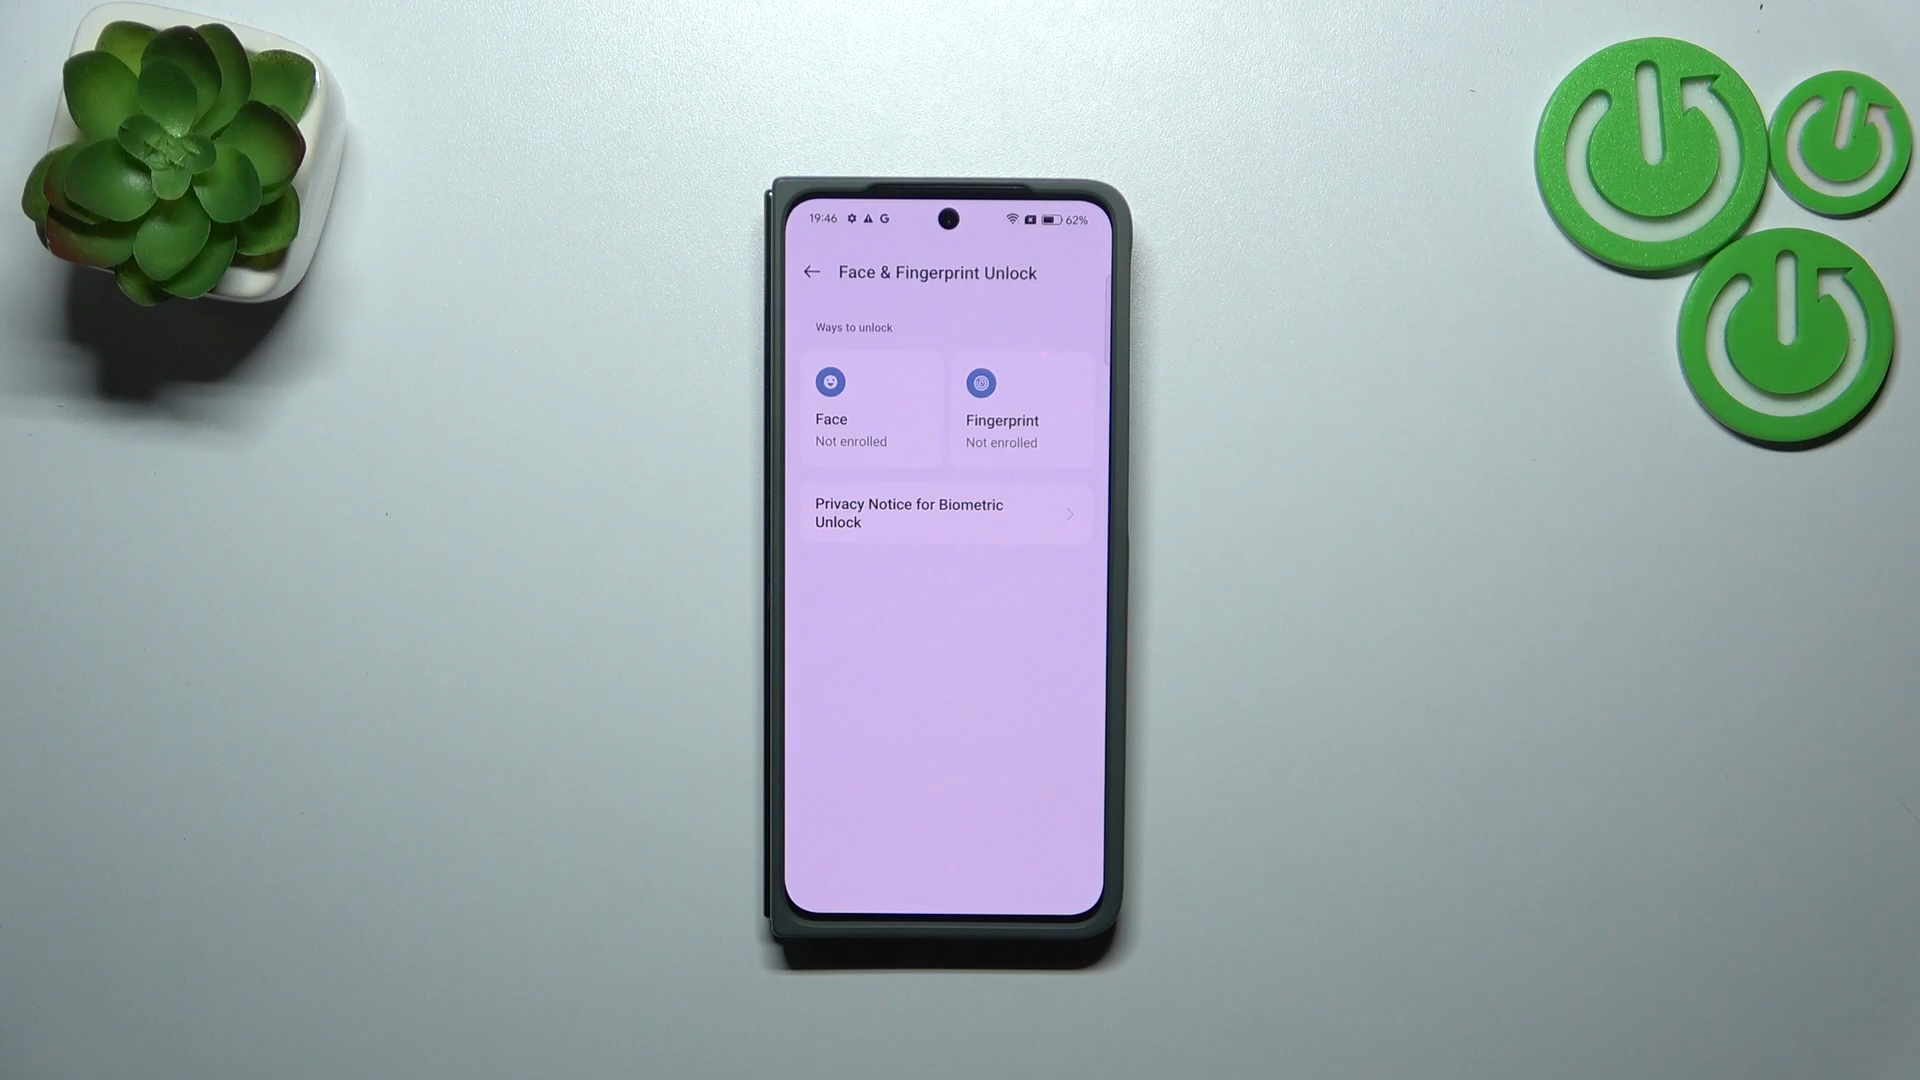 19:46 G 62%
Face & Fingerprint Unlock
Ways to unlock
Face
Not enrolled
Fingerprint
Not enrolled
Privacy Notice for Biometric
Unlock